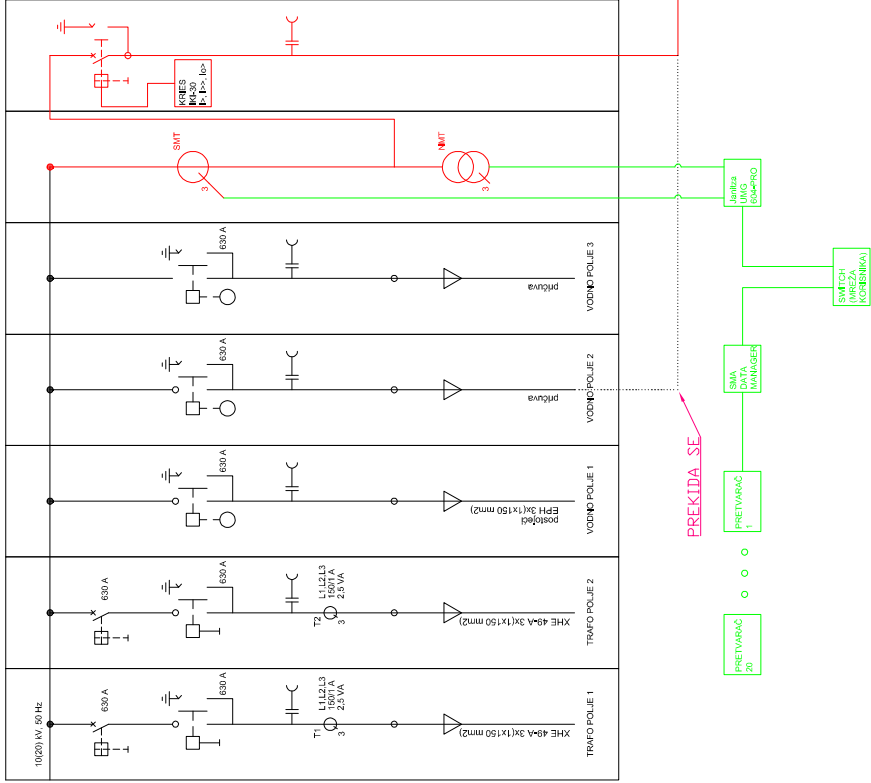 KRIES
IKI-30
I>, I>>, Io>
SMT
3
NMT
3
Janitza
UMG
604-PRO
SWITCH
(MREŽA
KORISNIKA)
630 A
pričuva
VODNO POLJE 3
SMA
DATA
MANAGER
630 A
pričuva
VODNO POLJE 2
PREKIDA SE
630 A
postojeći
EPH 3x(1x150 mm2)
VODNO POLJE 1
PRETVARAČ
1
630 A
630 A
L1,L2,L3
150/1 A
2,5 VA
T2
3
XHE 49-A 3x(1x150 mm2)
TRAFO POLJE 2
PRETVARAČ
20
10(20) kV, 50 Hz
630 A
630 A
L1,L2,L3
150/1 A
2,5 VA
T1
3
XHE 49-A 3x(1x150 mm2)
TRAFO POLJE 1